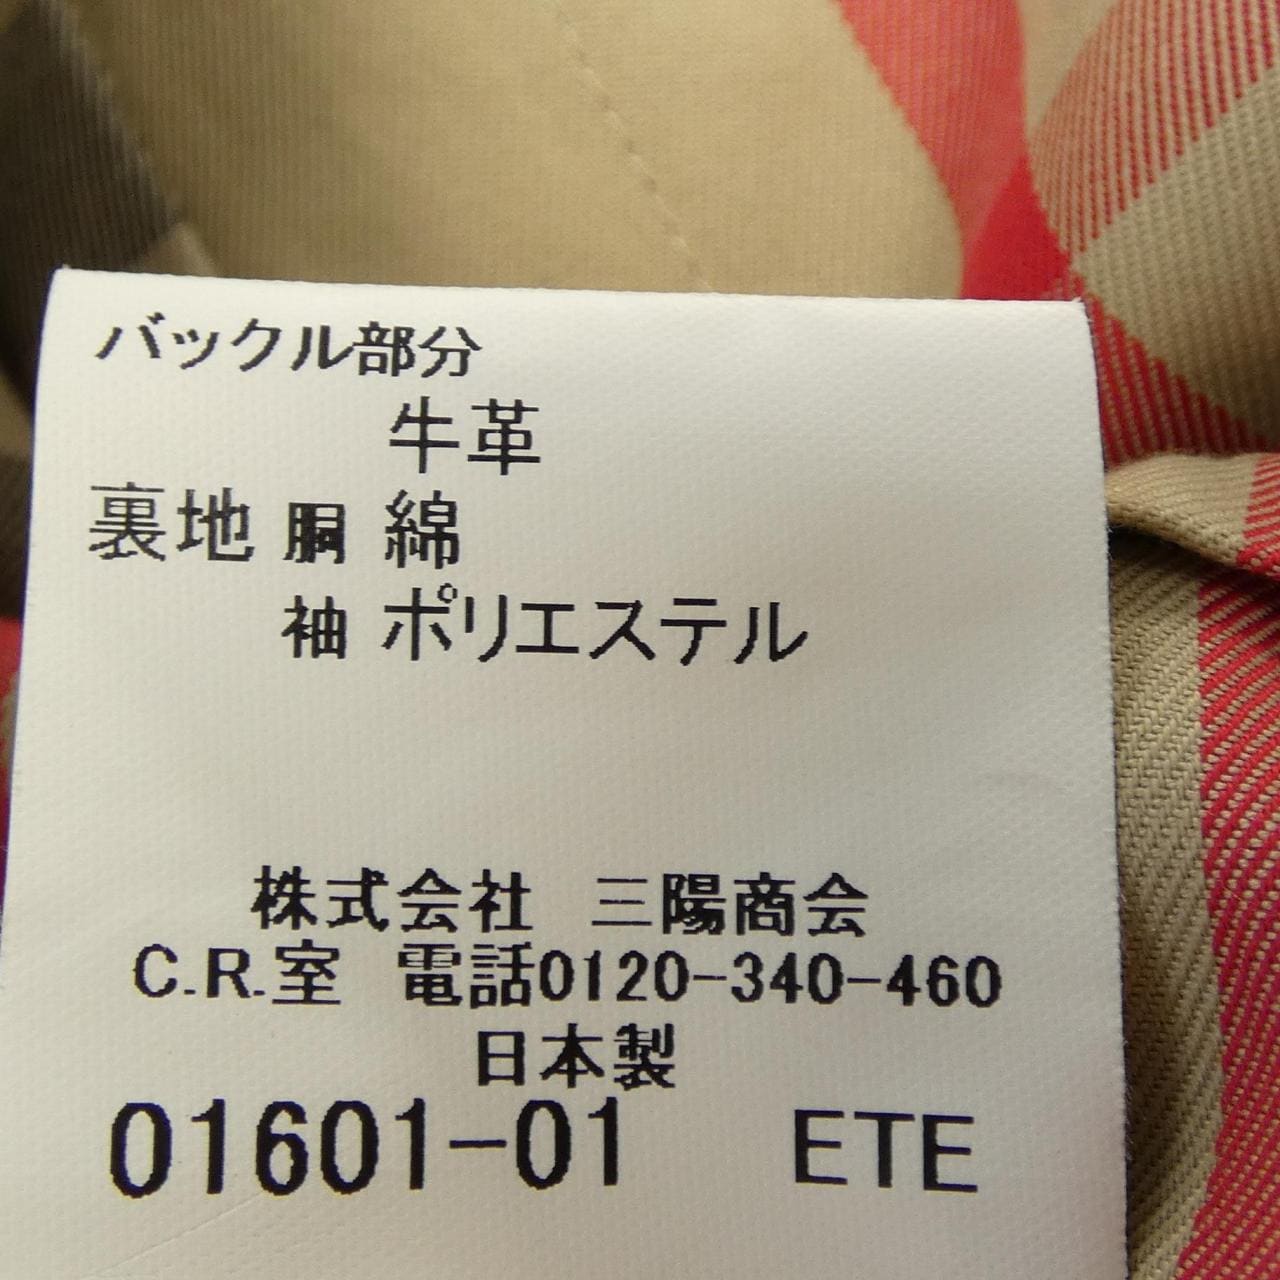 バックル部分
牛革
裏地 胴 綿
袖 ポリエステル
株式会社 三陽商会
C.R.室 電話0120-340-460
日本製
01601-01 ETE